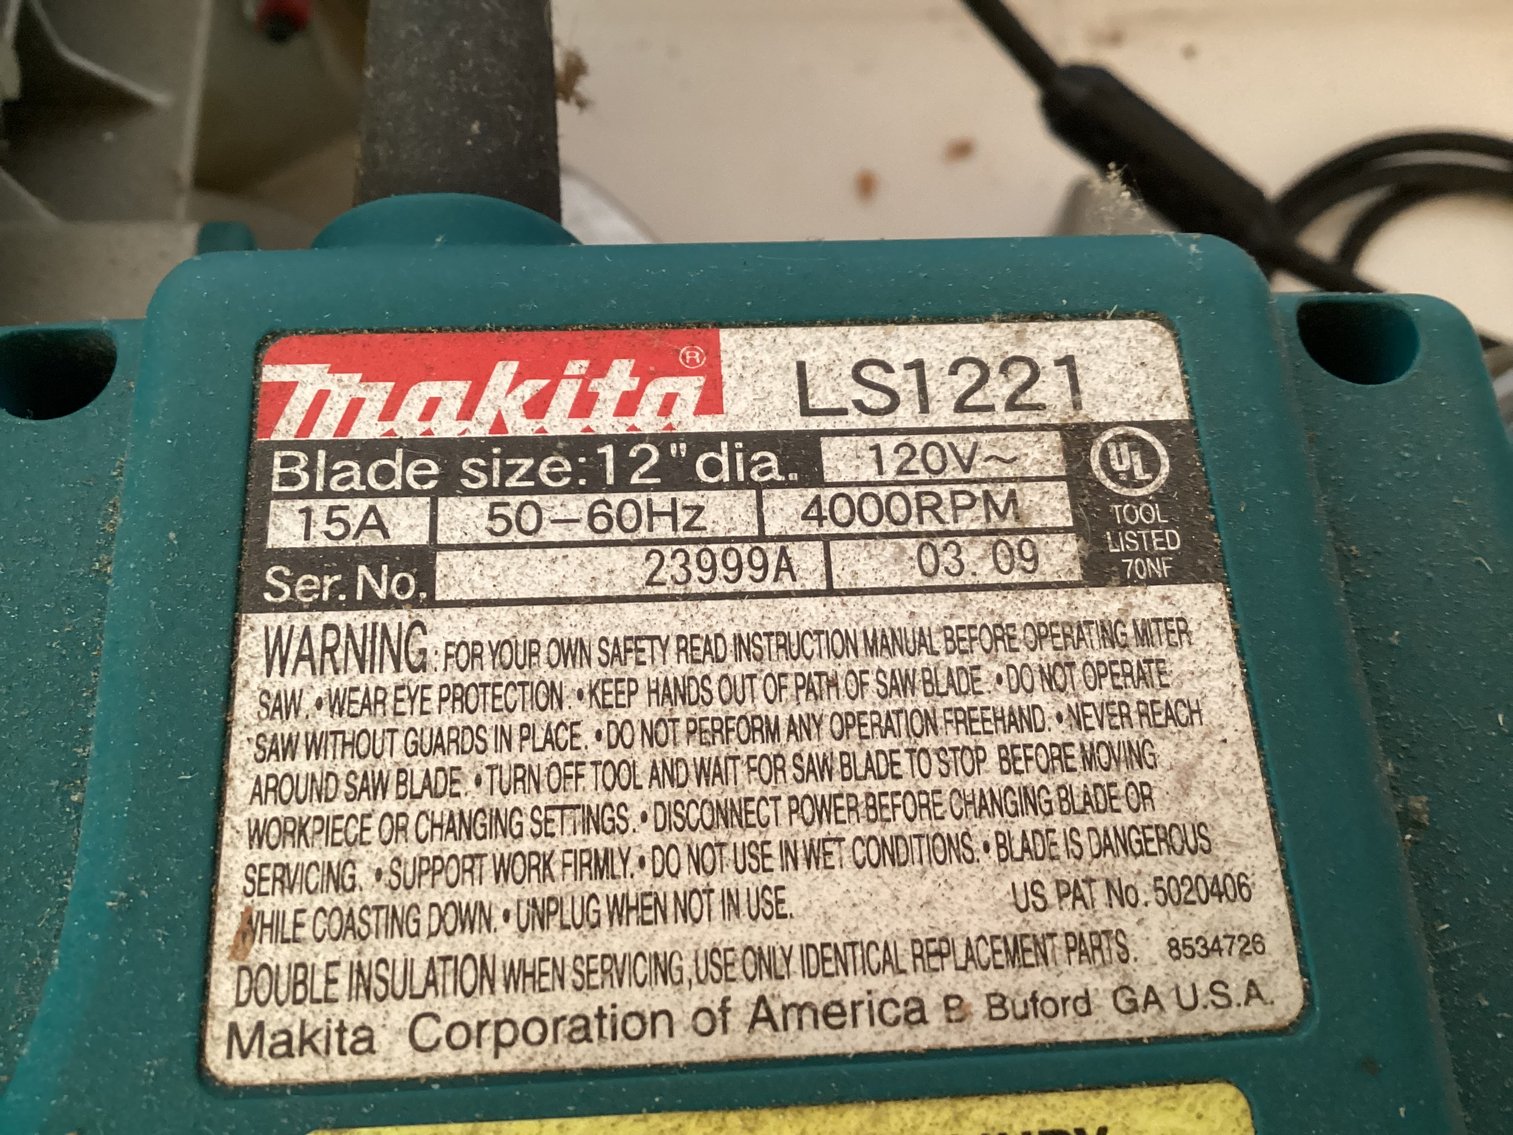 Makita® LS1221
Blade size: 12" dia. 120V~ UL
15A 50-60Hz 4000RPM TOOL
LISTED
Ser. No. 23999A 03.09 70NF
WARNING: FOR YOUR OWN SAFETY READ INSTRUCTION MANUAL BEFORE OPERATING MITER
SAW. • WEAR EYE PROTECTION. • KEEP HANDS OUT OF PATH OF SAW BLADE. • DO NOT OPERATE
SAW WITHOUT GUARDS IN PLACE. • DO NOT PERFORM ANY OPERATION FREEHAND. • NEVER REACH
AROUND SAW BLADE. • TURN OFF TOOL AND WAIT FOR SAW BLADE TO STOP BEFORE MOVING
WORKPIECE OR CHANGING SETTINGS. • DISCONNECT POWER BEFORE CHANGING BLADE OR
SERVICING. • SUPPORT WORK FIRMLY. • DO NOT USE IN WET CONDITIONS. • BLADE IS DANGEROUS
WHILE COASTING DOWN. • UNPLUG WHEN NOT IN USE. US PAT No. 5020406
DOUBLE INSULATION WHEN SERVICING, USE ONLY IDENTICAL REPLACEMENT PARTS. 8534726
Makita Corporation of America B Buford GA U.S.A.